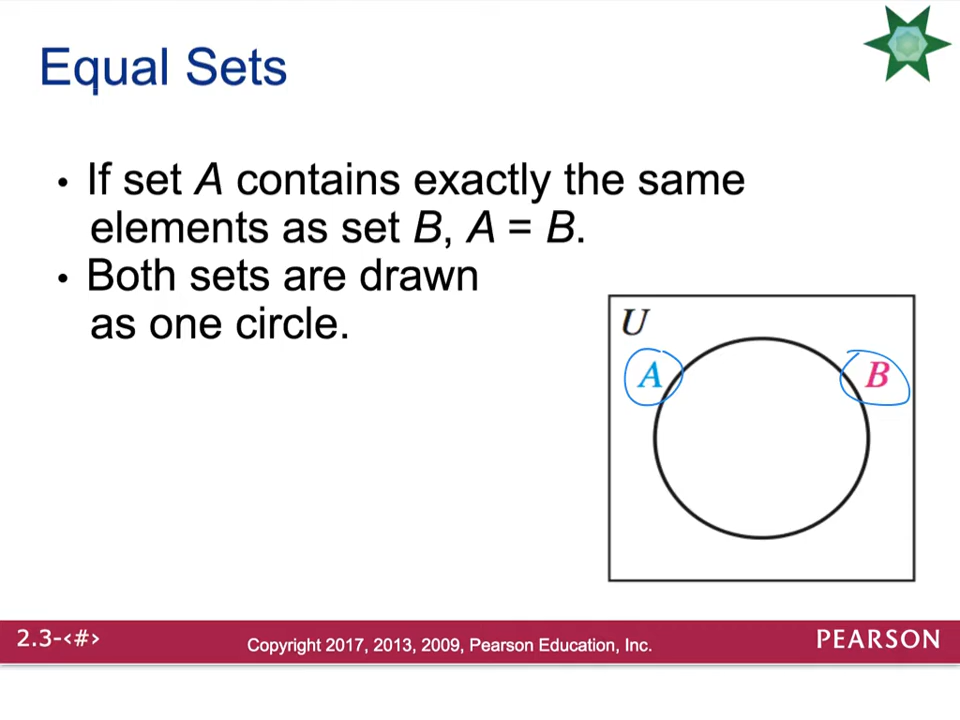 Equal Sets
• If set A contains exactly the same
elements as set B, A = B.
• Both sets are drawn
as one circle.
U
A
B
2.3-<#>
Copyright 2017, 2013, 2009, Pearson Education, Inc.
PEARSON